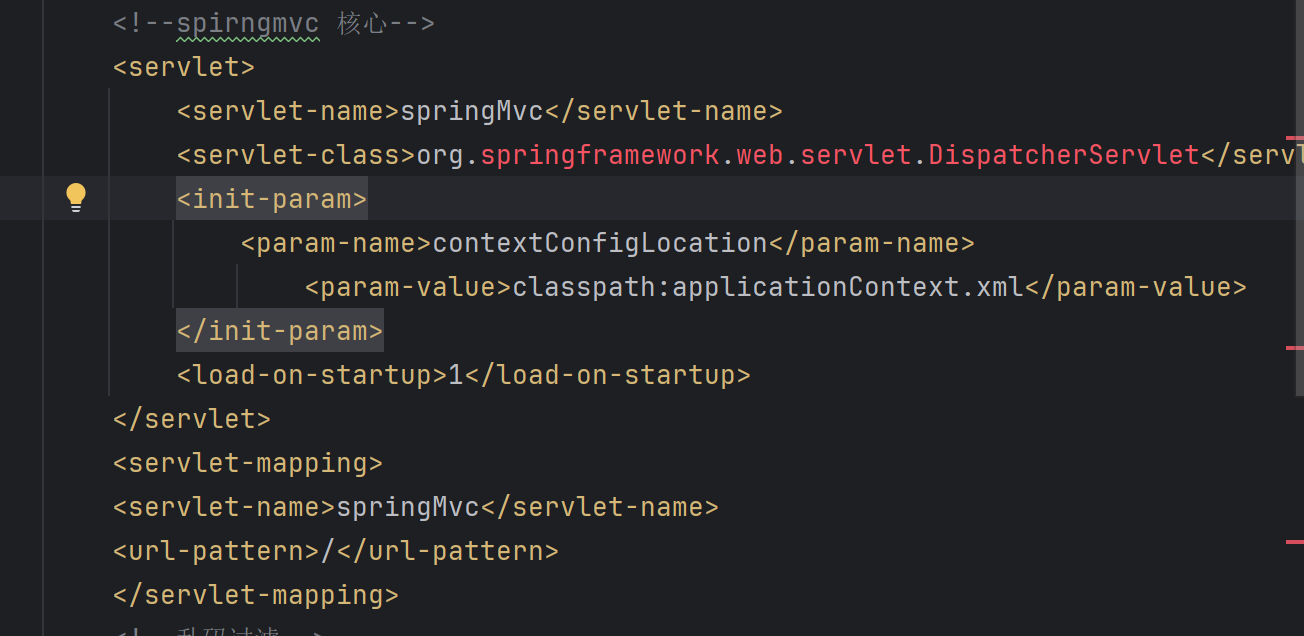 <!--spirngmvc 核心-->
<servlet>
<servlet-name>springMvc</servlet-name>
<servlet-class>org.springframework.web.servlet.DispatcherServlet</servl
<init-param>
<param-name>contextConfigLocation</param-name>
<param-value>classpath:applicationContext.xml</param-value>
</init-param>
<load-on-startup>1</load-on-startup>
</servlet>
<servlet-mapping>
<servlet-name>springMvc</servlet-name>
<url-pattern>/</url-pattern>
</servlet-mapping>